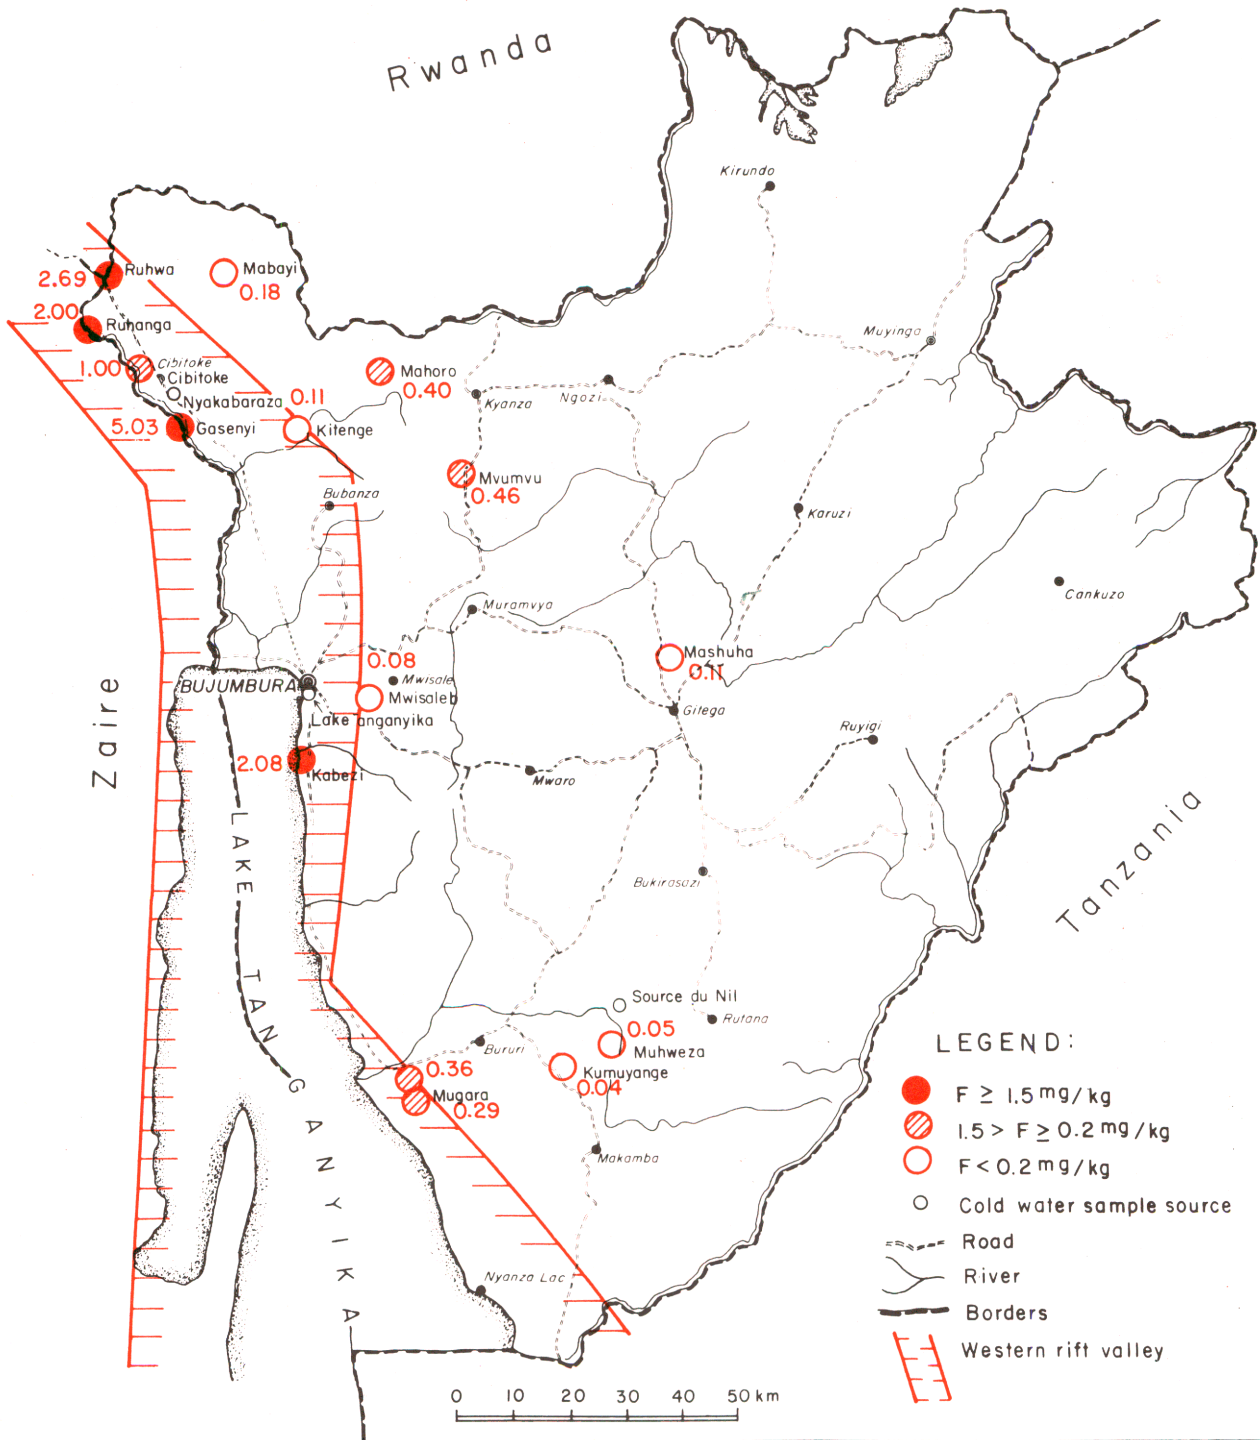 Rwanda
Kirundo
Ruhwa
2.69
Mabayi
0.18
2.00
Ruhanga
Muyinga
1.00
Cibitoke
Cibitoke
Nyakabaraza
Mahoro
0.40
0.11
Kyanza
Ngozi
5.03
Gasenyi
Kitenge
Mvumvu
0.46
Bubanza
Karuzi
Cankuzo
Muramvya
Mashuha
0.11
0.08
Mwisale
Mwisaleb
BUJUMBURA
Lake Tanganyika
Gitega
Ruyigi
Zaire
2.08
Kabezi
Mwaro
Tanzania
LAKE TANGANYIKA
Bukirasazi
Source du Nil
Rutana
0.05
Muhweza
Bururi
Kumuyange
0.04
0.36
Mugara
0.29
Makamba
Nyanza Lac
LEGEND:
F ≥ 1.5 mg/kg
1.5 > F ≥ 0.2 mg/kg
F < 0.2 mg/kg
Cold water sample source
Road
River
Borders
Western rift valley
0 10 20 30 40 50 km